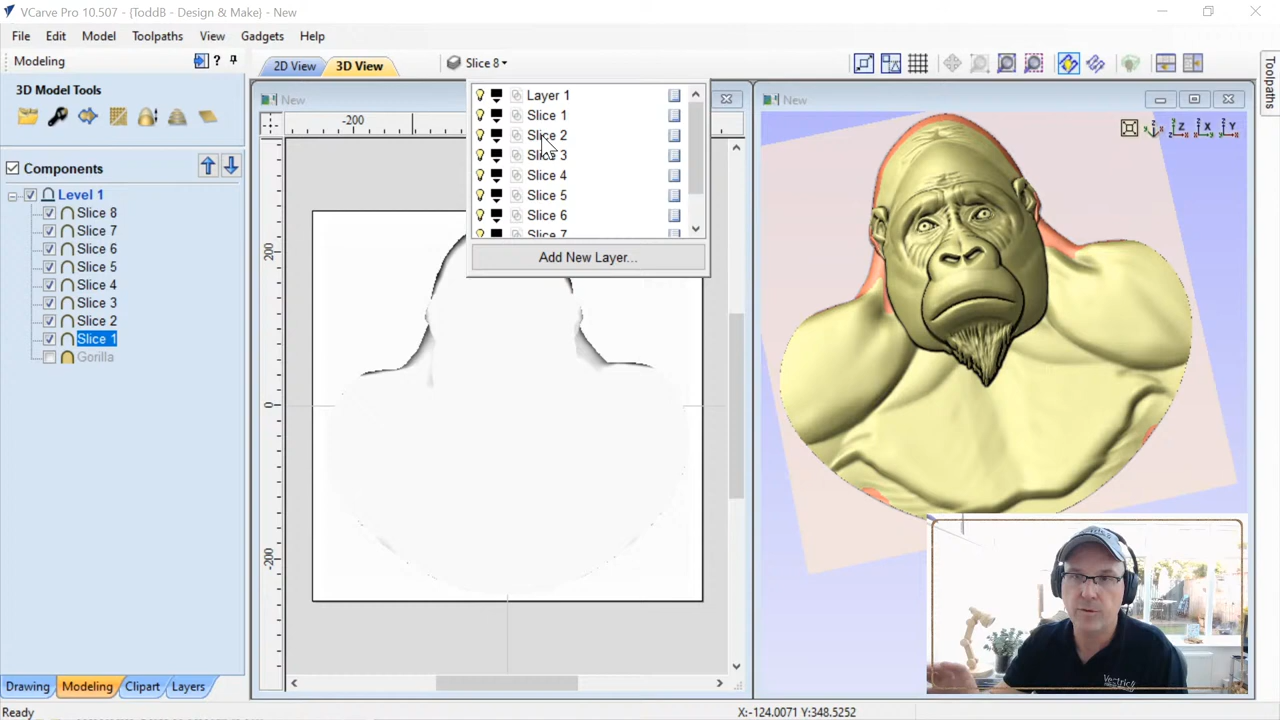 VCarve Pro 10.507 - {ToddB - Design & Make} - New
File Edit Model Toolpaths View Gadgets Help
Modeling
?
2D View
3D View
Slice 8
Toolpaths
3D Model Tools
New
New
-200
200
Z X Y
Layer 1
Slice 1
Slice 2
Slice 3
Slice 4
Slice 5
Slice 6
Slice 7
Add New Layer...
Components
Level 1
Slice 8
Slice 7
Slice 6
Slice 5
Slice 4
Slice 3
Slice 2
Slice 1
Gorilla
200
0
-200
Vectric
Drawing
Modeling
Clipart
Layers
Ready
X:-124.0071 Y:348.5252